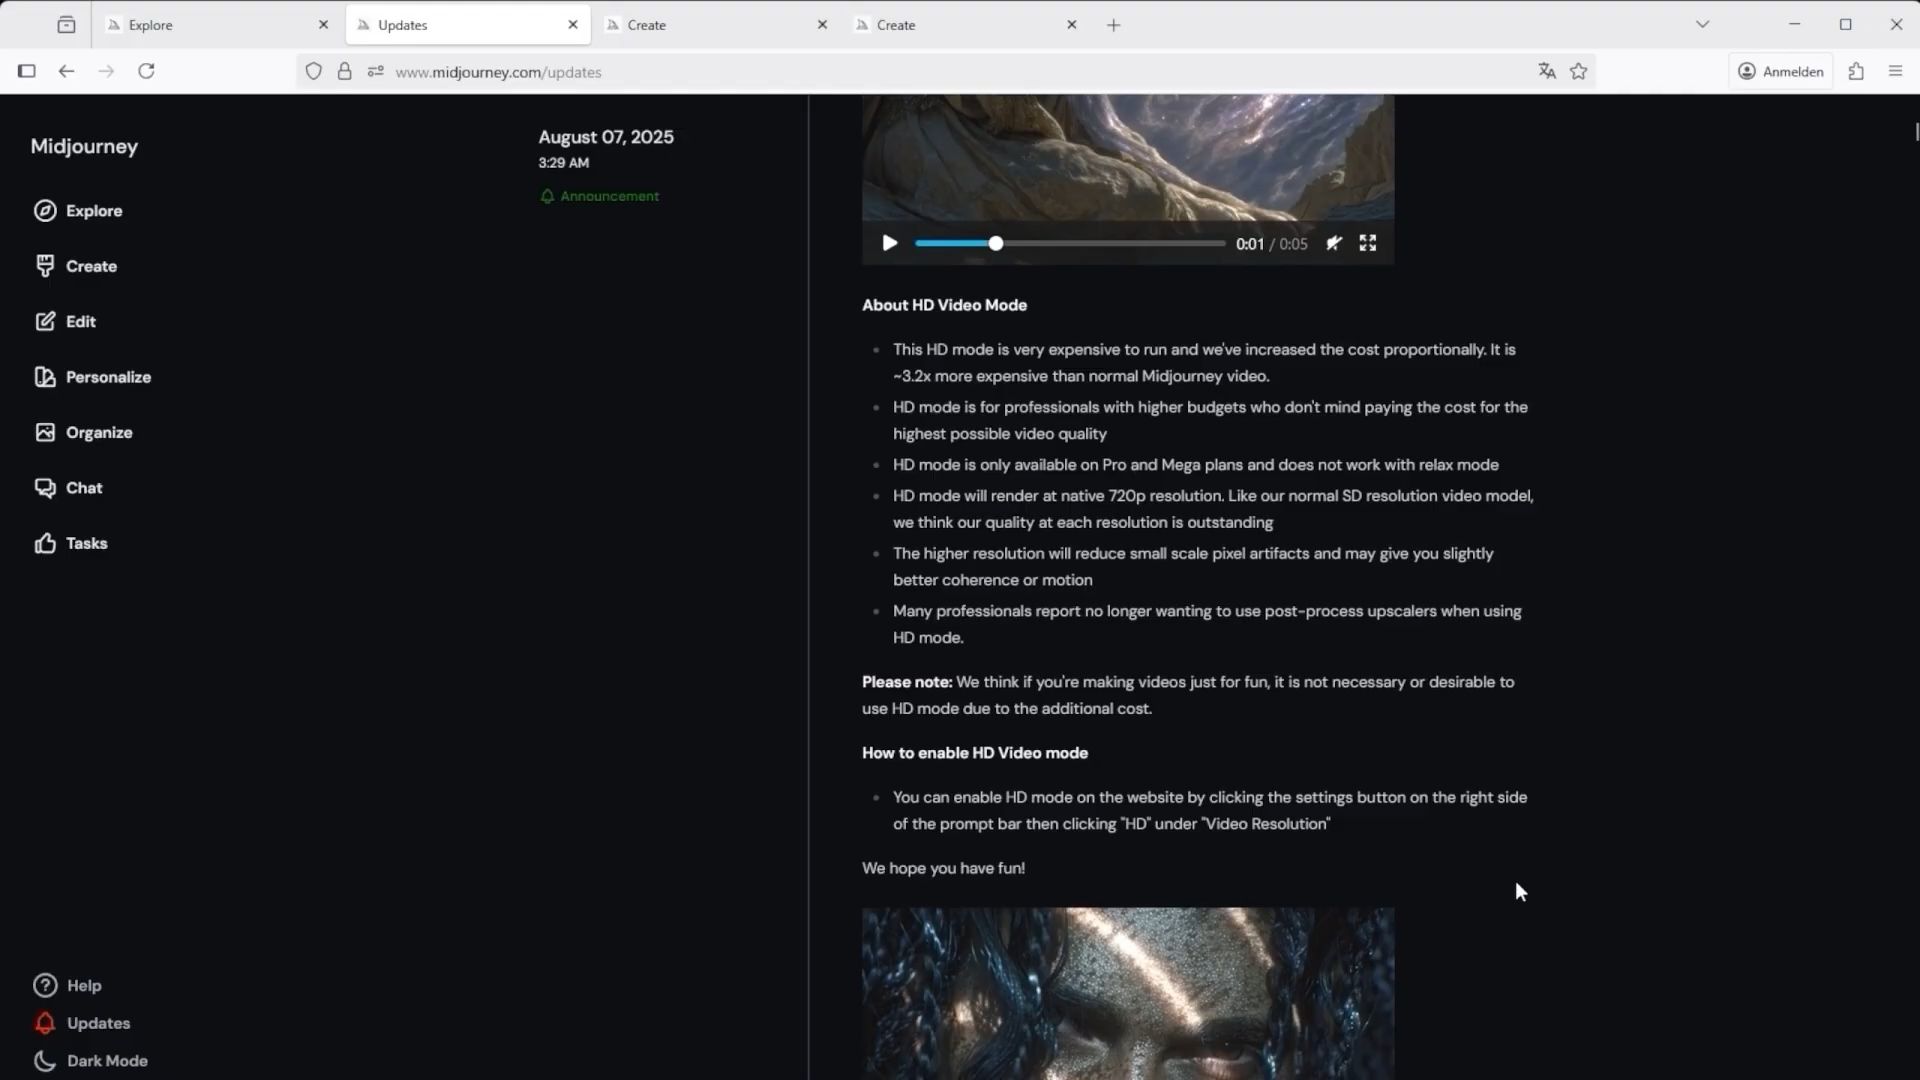 Explore
Updates
Create
Create
www.midjourney.com/updates
Anmelden
Midjourney
Explore
Create
Edit
Personalize
Organize
Chat
Tasks
Help
Updates
Dark Mode
August 07, 2025
3:29 AM
Announcement
0:01 / 0:05
About HD Video Mode
This HD mode is very expensive to run and we've increased the cost proportionally. It is
~3.2x more expensive than normal Midjourney video.
HD mode is for professionals with higher budgets who don't mind paying the cost for the
highest possible video quality
HD mode is only available on Pro and Mega plans and does not work with relax mode
HD mode will render at native 720p resolution. Like our normal SD resolution video model,
we think our quality at each resolution is outstanding
The higher resolution will reduce small scale pixel artifacts and may give you slightly
better coherence or motion
Many professionals report no longer wanting to use post-process upscalers when using
HD mode.
Please note: We think if you're making videos just for fun, it is not necessary or desirable to
use HD mode due to the additional cost.
How to enable HD Video mode
You can enable HD mode on the website by clicking the settings button on the right side
of the prompt bar then clicking "HD" under "Video Resolution"
We hope you have fun!